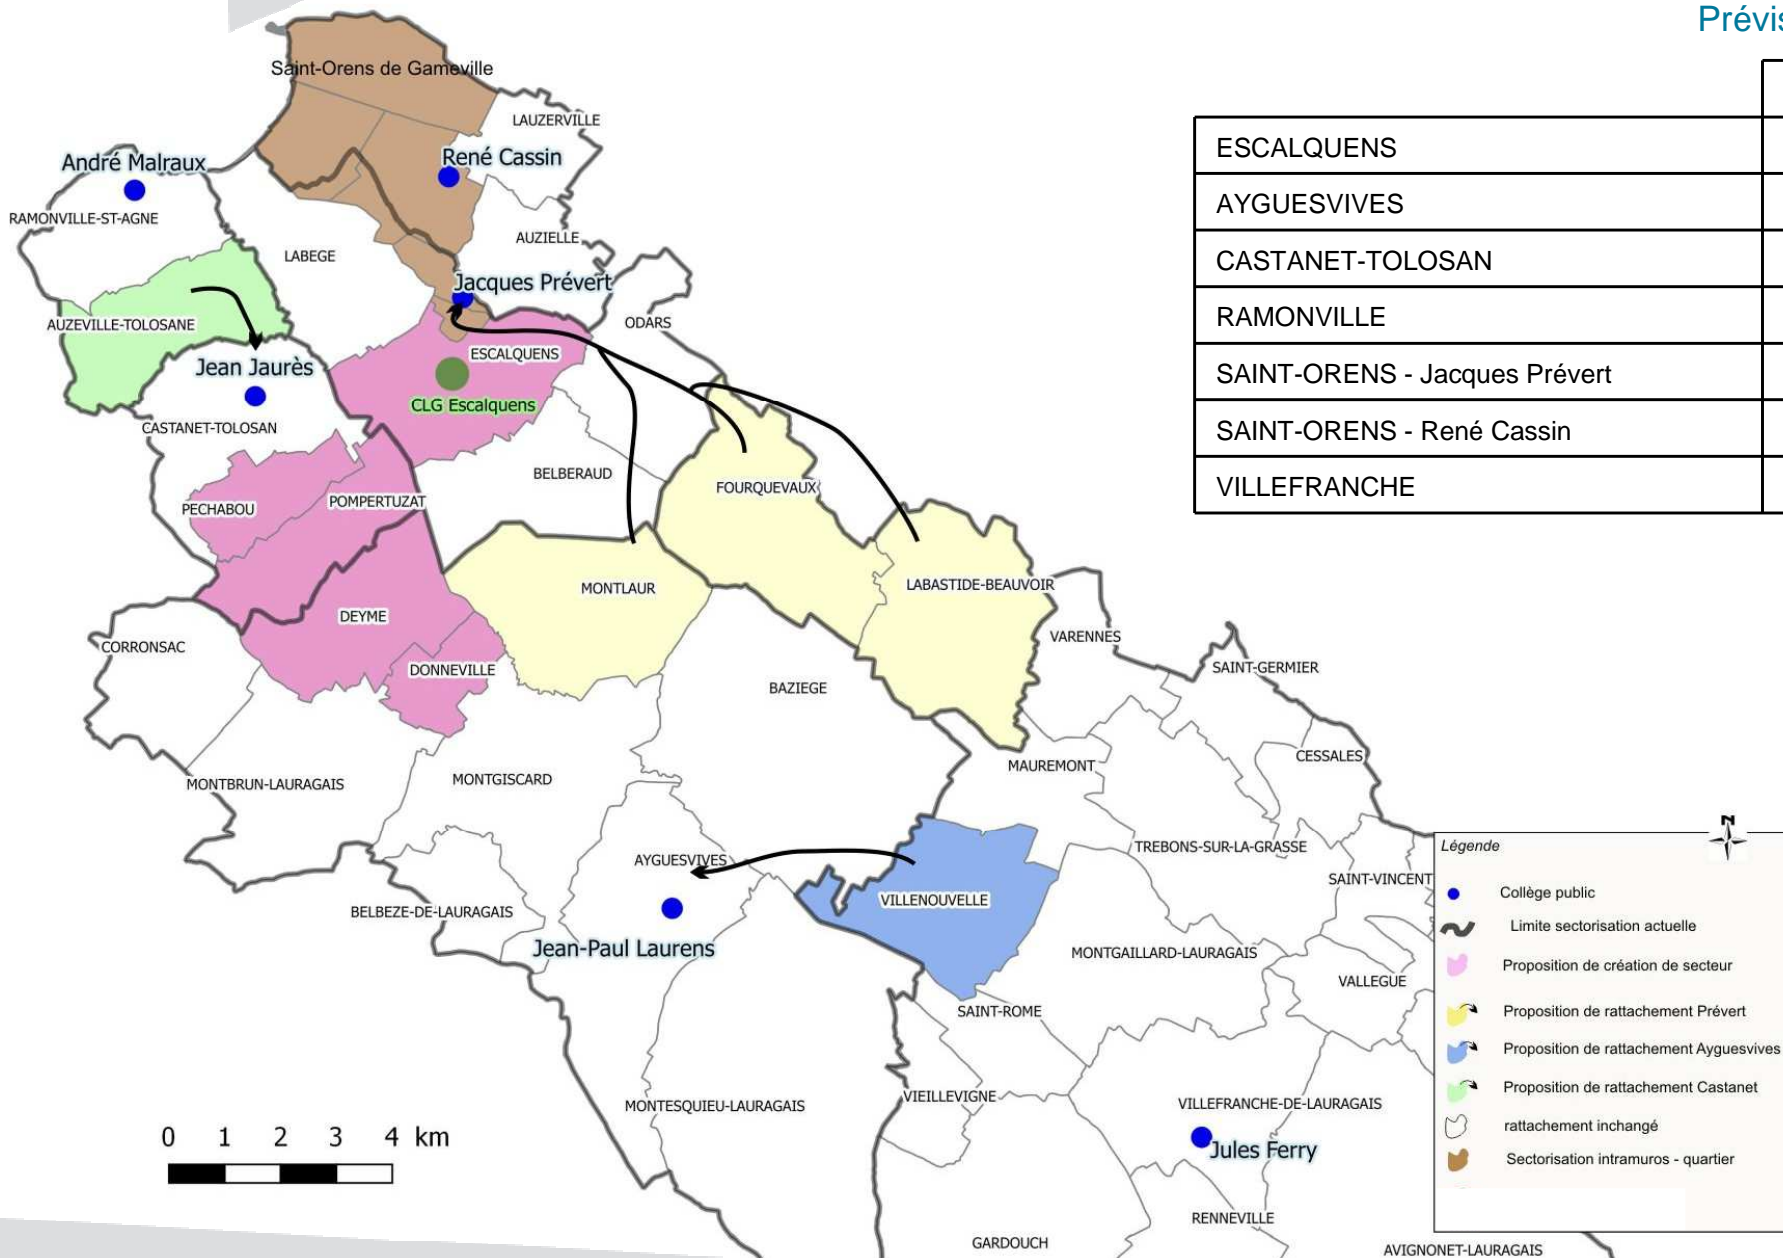 Prévis
ESCALQUENS
AYGUESVIVES
CASTANET-TOLOSAN
RAMONVILLE
SAINT-ORENS - Jacques Prévert
SAINT-ORENS - René Cassin
VILLEFRANCHE
Saint-Orens de Gameville
LAUZERVILLE
André Malraux
René Cassin
RAMONVILLE-ST-AGNE
AUZIELLE
LABEGE
Jacques Prévert
AUZEVILLE-TOLOSANE
ODARS
ESCALQUENS
Jean Jaurès
CLG Escalquens
CASTANET-TOLOSAN
BELBERAUD
FOURQUEVAUX
PECHABOU
POMPERTUZAT
MONTLAUR
LABASTIDE-BEAUVOIR
DEYME
CORRONSAC
VARENNES
DONNEVILLE
SAINT-GERMIER
BAZIEGE
CESSALES
MAUREMONT
MONTBRUN-LAURAGAIS
MONTGISCARD
TREBONS-SUR-LA-GRASSE
AYGUESVIVES
SAINT-VINCENT
VILLENOUVELLE
BELBEZE-DE-LAURAGAIS
Jean-Paul Laurens
MONTGAILLARD-LAURAGAIS
VALLEGUE
SAINT-ROME
VIEILLEVIGNE
MONTESQUIEU-LAURAGAIS
VILLEFRANCHE-DE-LAURAGAIS
Jules Ferry
RENNEVILLE
GARDOUCH
AVIGNONET-LAURAGAIS
0 1 2 3 4 km
N
Légende
Collège public
Limite sectorisation actuelle
Proposition de création de secteur
Proposition de rattachement Prévert
Proposition de rattachement Ayguesvives
Proposition de rattachement Castanet
rattachement inchangé
Sectorisation intramuros - quartier